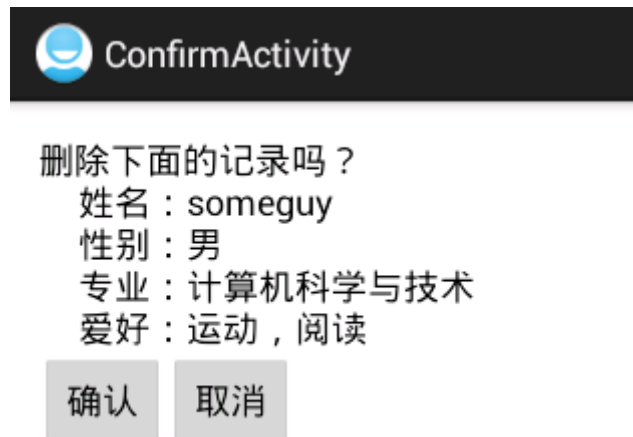 ConfirmActivity
删除下面的记录吗？
姓名：someguy
性别：男
专业：计算机科学与技术
爱好：运动，阅读
确认 取消